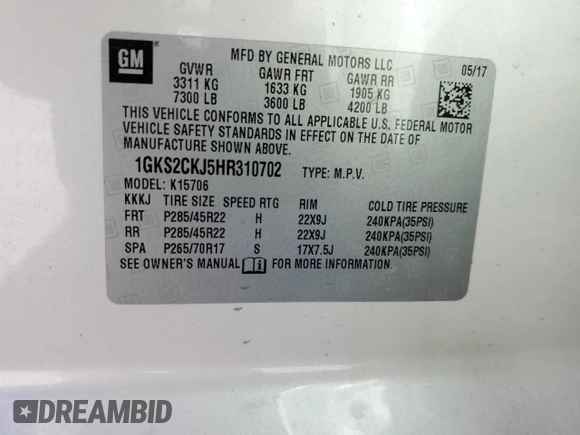 GM
MFD BY GENERAL MOTORS LLC
05/17
GVWR GAWR FRT GAWR RR
3311 KG 1633 KG 1905 KG
7300 LB 3600 LB 4200 LB
THIS VEHICLE CONFORMS TO ALL APPLICABLE U.S. FEDERAL MOTOR
VEHICLE SAFETY STANDARDS IN EFFECT ON THE DATE OF
MANUFACTURE SHOWN ABOVE.
1GKS2CKJ5HR310702 TYPE: M.P.V.
MODEL: K15706
KKKJ TIRE SIZE SPEED RTG RIM COLD TIRE PRESSURE
FRT P285/45R22 H 22X9J 240KPA(35PSI)
RR P285/45R22 H 22X9J 240KPA(35PSI)
SPA P265/70R17 S 17X7.5J 240KPA(35PSI)
SEE OWNER'S MANUAL FOR MORE INFORMATION.
DREAMBID